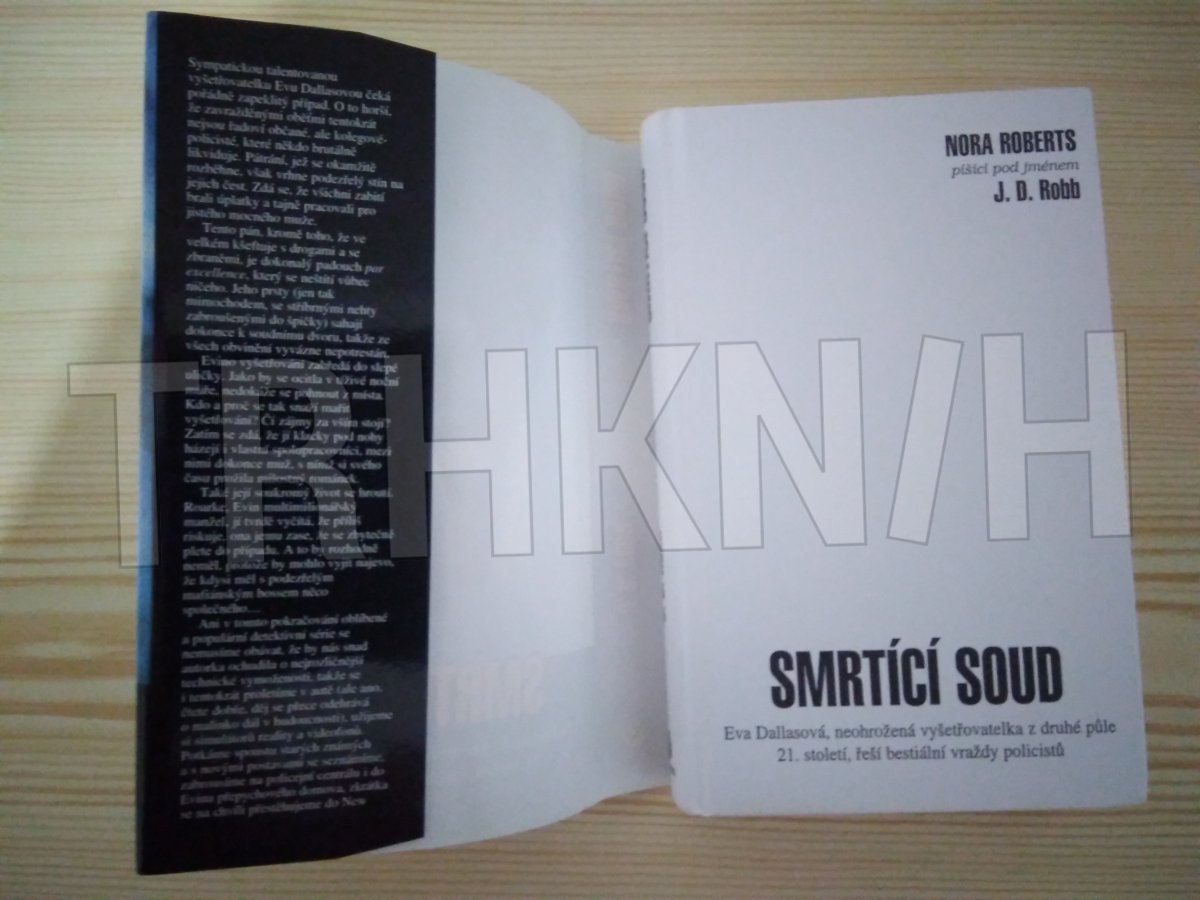 Sympatickou talentovanou
vyšetřovatelku Evu Dallasovou čeká
pořádně zapeklitý případ. O to horší,
že zavražděnými oběťmi tentokrát
nejsou řadoví občané, ale kolegové-
policisté, které někdo brutálně
likviduje. Pátrání, jež se okamžitě
rozběhne, však vrhne podezřelý stín na
jejich čest. Zdá se, že všichni zabití
brali úplatky a tajně pracovali pro
jistého mocného muže.
Tento pán, kromě toho, že ve
velkém kšeftuje s drogami a se
zbraněmi, je dokonalý padouch par
excellence, který se neštítí vůbec
ničeho. Jeho prsty (jen tak
mimochodem, se stříbrnými nehty
zabroušenými do špičky) sahají
dokonce k soudnímu dvoru, takže ze
všech obvinění vyvázne nepotrestán.
Evino vyšetřování zabředá do slepé
uličky. Jako by se ocitla v tíživé noční
můře, nedokáže se pohnout z místa.
Kdo a proč se tak snaží mařit
vyšetřování? Čí zájmy za vším stojí?
Zatím se zdá, že jí klacky pod nohy
házejí i vlastní spolupracovníci, mezi
nimi dokonce muž, s nímž si svého
času prožila milostný románek.
Také její soukromý život se hroutí.
Roarke, Evin multimilionářský
manžel, jí tvrdě vyčítá, že příliš
riskuje, ona jemu zase, že se zbytečně
plete do případu. A to by rozhodně
neměl, protože by mohlo vyjít najevo,
že kdysi měl s podezřelým
mafiánským bossem něco
společného....
Ani v tomto pokračování oblíbené
a populární detektivní série se
nemusíme obávat, že by nás snad
autorka ochudila o nejrozličnější
technické vymoženosti, takže se
i tentokrát proletíme v autě (ale ano,
čtete dobře, děj se přece odehrává
o malinko dál v budoucnosti), užijeme
si simulátorů reality a videofonů.
Potkáme spoustu starých známých
a s novými postavami se seznámíme,
zabrousíme na policejní centrálu i do
Evina přepychového domova, zkrátka
se na chvíli přestěhujeme do New
NORA ROBERTS
píšící pod jménem
J. D. Robb
SMRTÍCÍ SOUD
Eva Dallasová, neohrožená vyšetřovatelka z druhé půle
21. století, řeší bestiální vraždy policistů
TRHKN/H